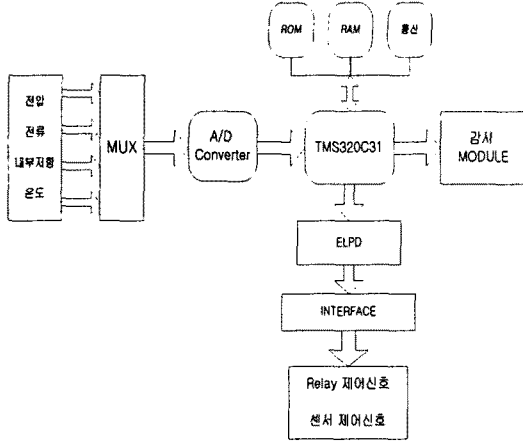 ROM
RAM
통신
전압
전류
내부저항
온도
MUX
A/D
Converter
TMS320C31
감시
MODULE
ELPD
INTERFACE
Relay 제어신호
센서 제어신호